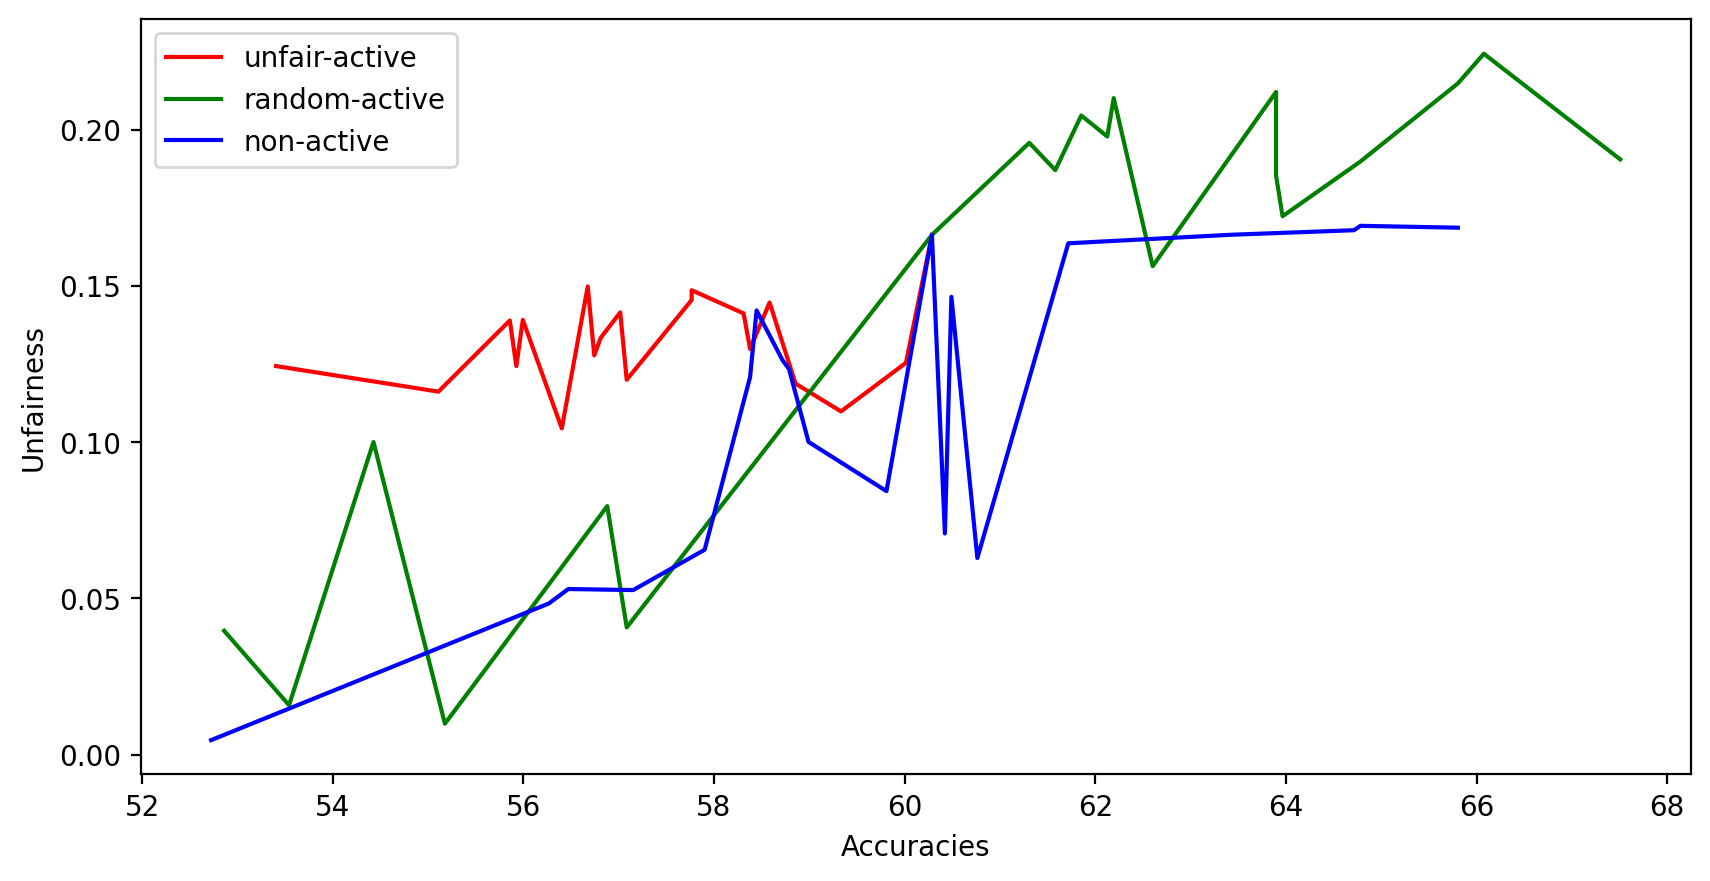 unfair-active
random-active
non-active
0.20
0.15
0.10
0.05
0.00
Unfairness
52 54 56 58 60 62 64 66 68
Accuracies